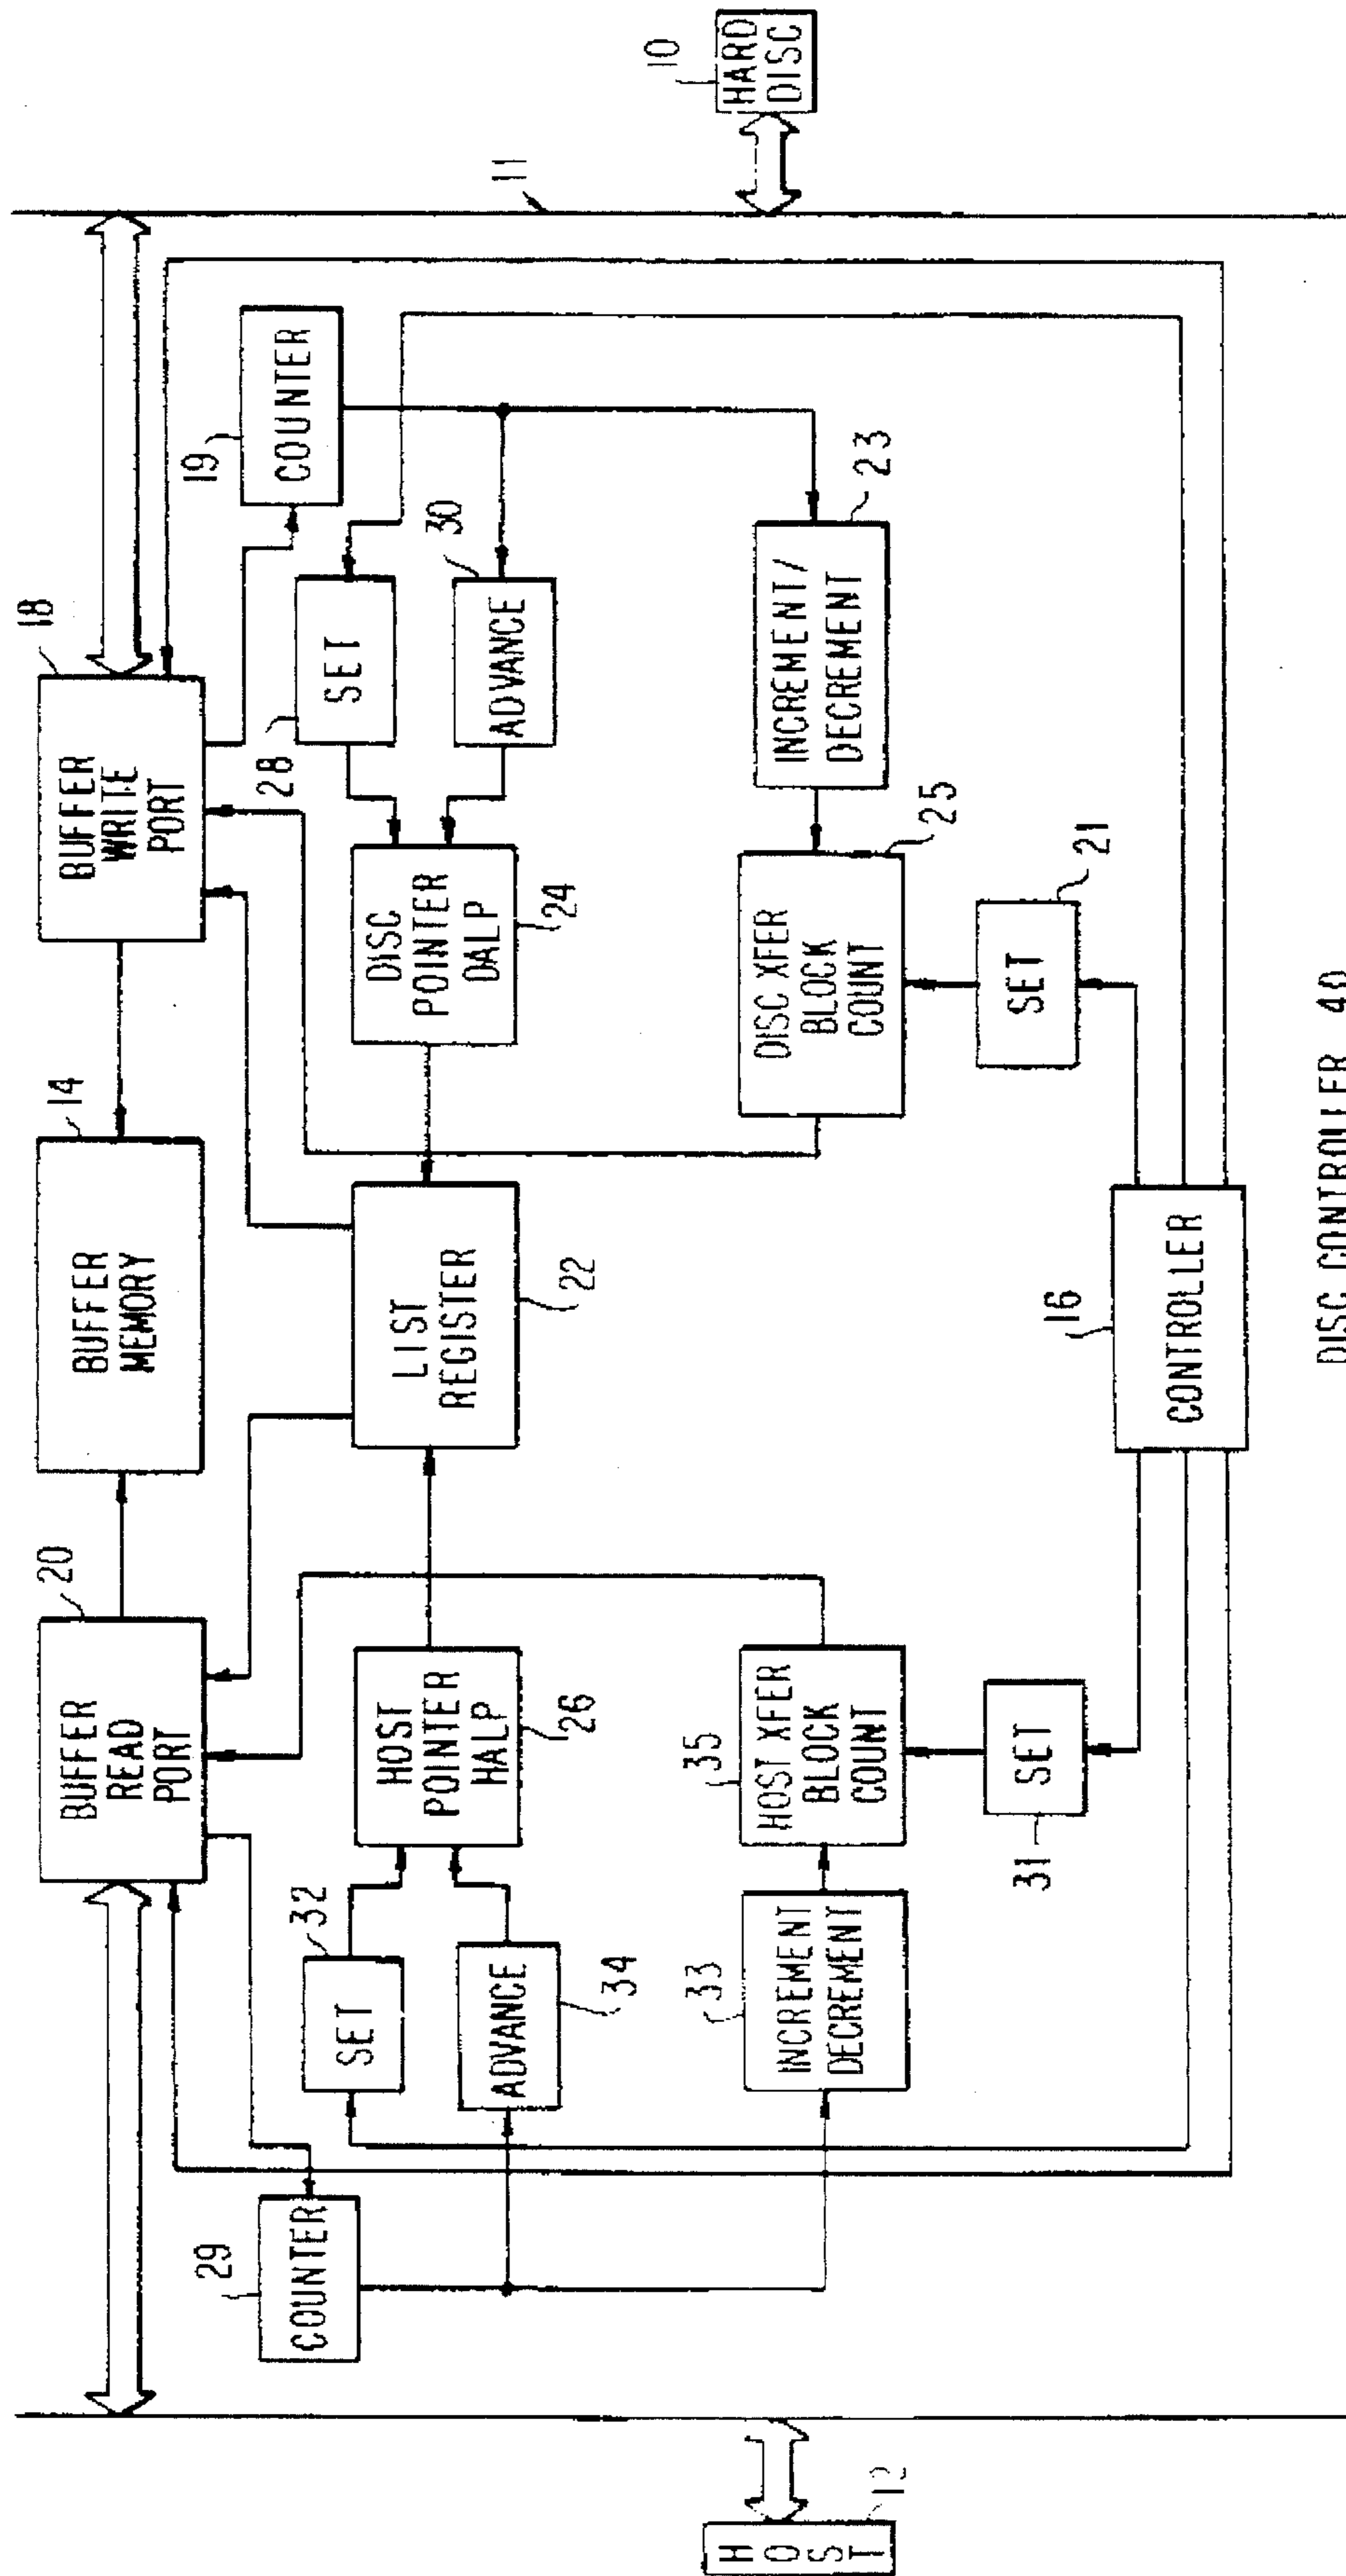 20
BUFFER
READ
PORT
14
BUFFER
MEMORY
18
BUFFER
WRITE
PORT
29
COUNTER
32
SET
ADVANCE
34
HOST
POINTER
HALP
26
LIST
REGISTER
22
DISC
POINTER
DALP
24
28
SET
30
ADVANCE
19
COUNTER
11
10
HARD
DISC
HOST
12
33
INCREMENT
DECREMENT
35
HOST XFER
BLOCK
COUNT
DISC XFER
BLOCK
COUNT
25
INCREMENT/
DECREMENT
23
31
SET
SET
21
16
CONTROLLER
DISC CONTROLLER 40